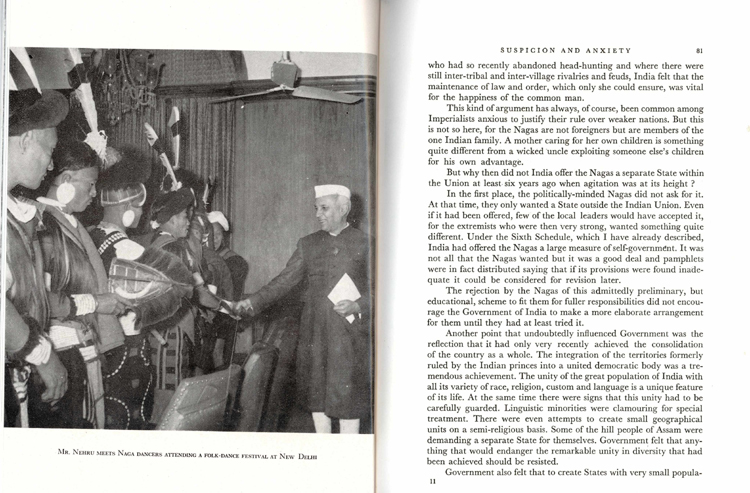 MR. NEHRU MEETS NAGA DANCERS ATTENDING A FOLK-DANCE FESTIVAL AT NEW DELHI
SUSPICION AND ANXIETY 81
who had so recently abandoned head-hunting and where there were
still inter-tribal and inter-village rivalries and feuds, India felt that the
maintenance of law and order, which only she could ensure, was vital
for the happiness of the common man.
This kind of argument has always, of course, been common among
Imperialists anxious to justify their rule over weaker nations. But this
is not so here, for the Nagas are not foreigners but are members of the
one Indian family. A mother caring for her own children is something
quite different from a wicked uncle exploiting someone else's children
for his own advantage.
But why then did not India offer the Nagas a separate State within
the Union at least six years ago when agitation was at its height ?
In the first place, the politically-minded Nagas did not ask for it.
At that time, they only wanted a State outside the Indian Union. Even
if it had been offered, few of the local leaders would have accepted it,
for the extremists who were then very strong, wanted something quite
different. Under the Sixth Schedule, which I have already described,
India had offered the Nagas a large measure of self-government. It was
not all that the Nagas wanted but it was a good deal and pamphlets
were in fact distributed saying that if its provisions were found inade-
quate it could be considered for revision later.
The rejection by the Nagas of this admittedly preliminary, but
educational, scheme to fit them for fuller responsibilities did not encou-
rage the Government of India to make a more elaborate arrangement
for them until they had at least tried it.
Another point that undoubtedly influenced Government was the
reflection that it had only very recently achieved the consolidation
of the country as a whole. The integration of the territories formerly
ruled by the Indian princes into a united democratic body was a tre-
mendous achievement. The unity of the great population of India with
all its variety of race, religion, custom and language is a unique feature
of its life. At the same time there were signs that this unity had to be
carefully guarded. Linguistic minorities were clamouring for special
treatment. There were even attempts to create small geographical
units on a semi-religious basis. Some of the hill people of Assam were
demanding a separate State for themselves. Government felt that any-
thing that would endanger the remarkable unity in diversity that had
been achieved should be resisted.
Government also felt that to create States with very small popula-
11